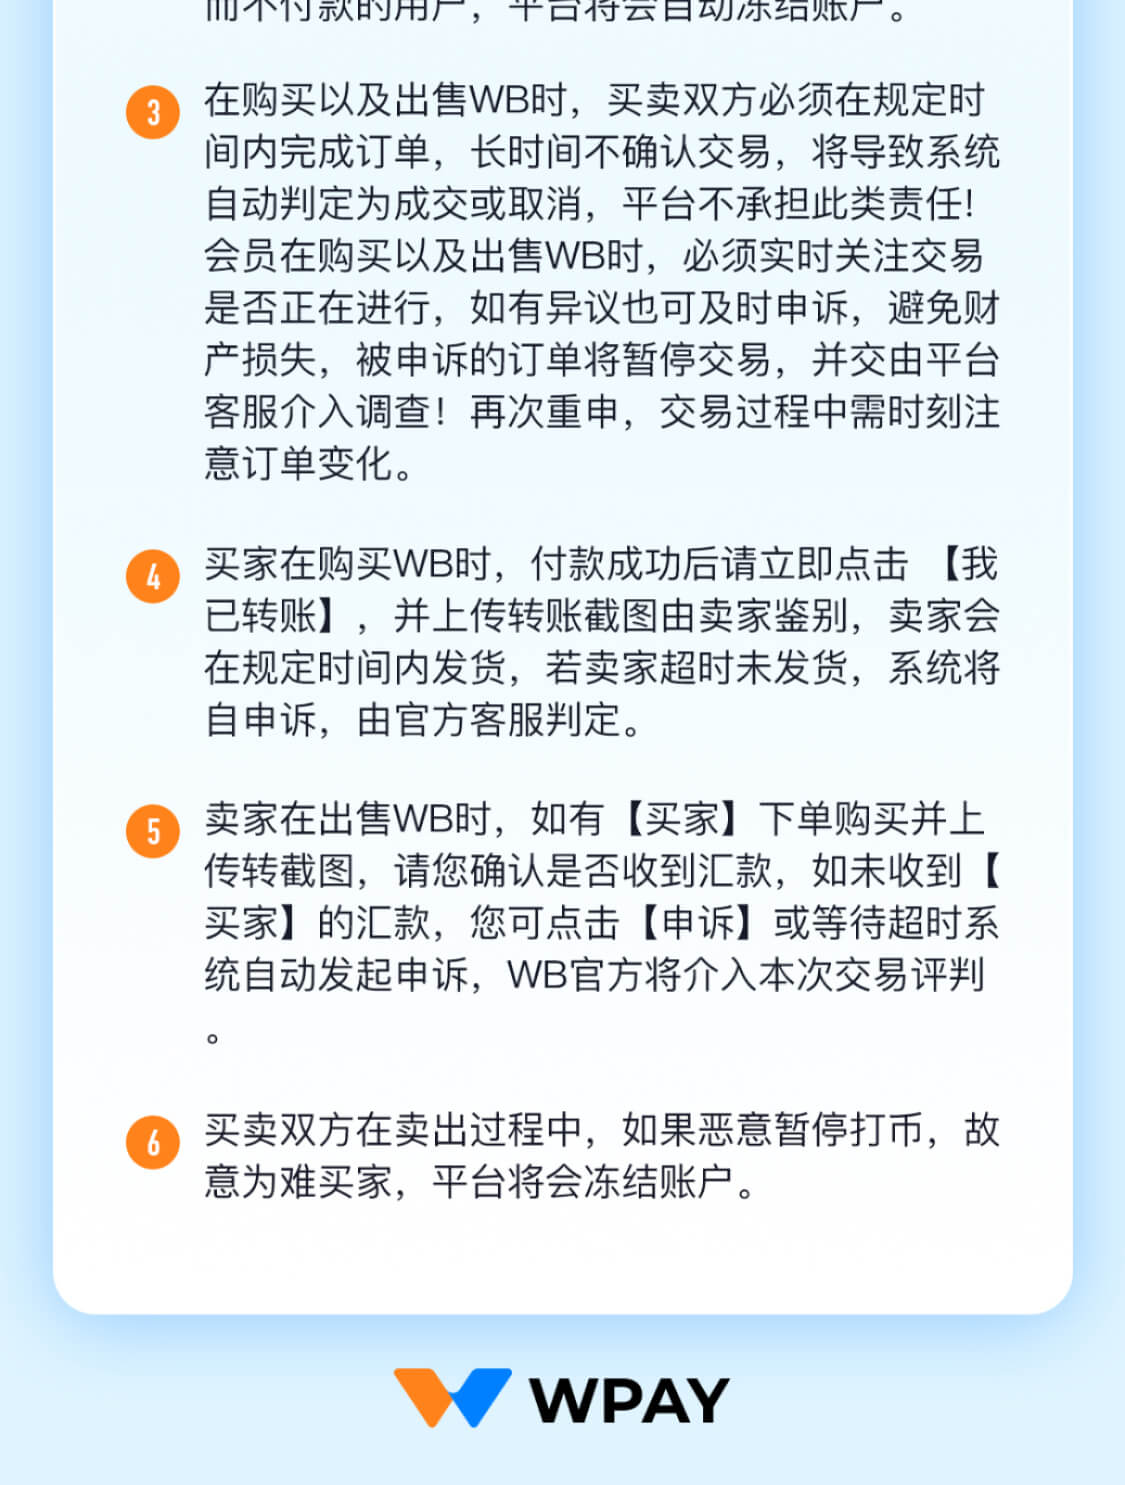 而不付款的用户，平台将会自动冻结账户。
3
在购买以及出售WB时，买卖双方必须在规定时
间内完成订单，长时间不确认交易，将导致系统
自动判定为成交或取消，平台不承担此类责任！
会员在购买以及出售WB时，必须实时关注交易
是否正在进行，如有异议也可及时申诉，避免财
产损失，被申诉的订单将暂停交易，并交由平台
客服介入调查！再次重申，交易过程中需时刻注
意订单变化。
4
买家在购买WB时，付款成功后请立即点击 【我
已转账】，并上传转账截图由卖家鉴别，卖家会
在规定时间内发货，若卖家超时未发货，系统将
自申诉，由官方客服判定。
5
卖家在出售WB时，如有【买家】下单购买并上
传转截图，请您确认是否收到汇款，如未收到【
买家】的汇款，您可点击【申诉】或等待超时系
统自动发起申诉，WB官方将介入本次交易评判
。
6
买卖双方在卖出过程中，如果恶意暂停打币，故
意为难买家，平台将会冻结账户。
WPAY